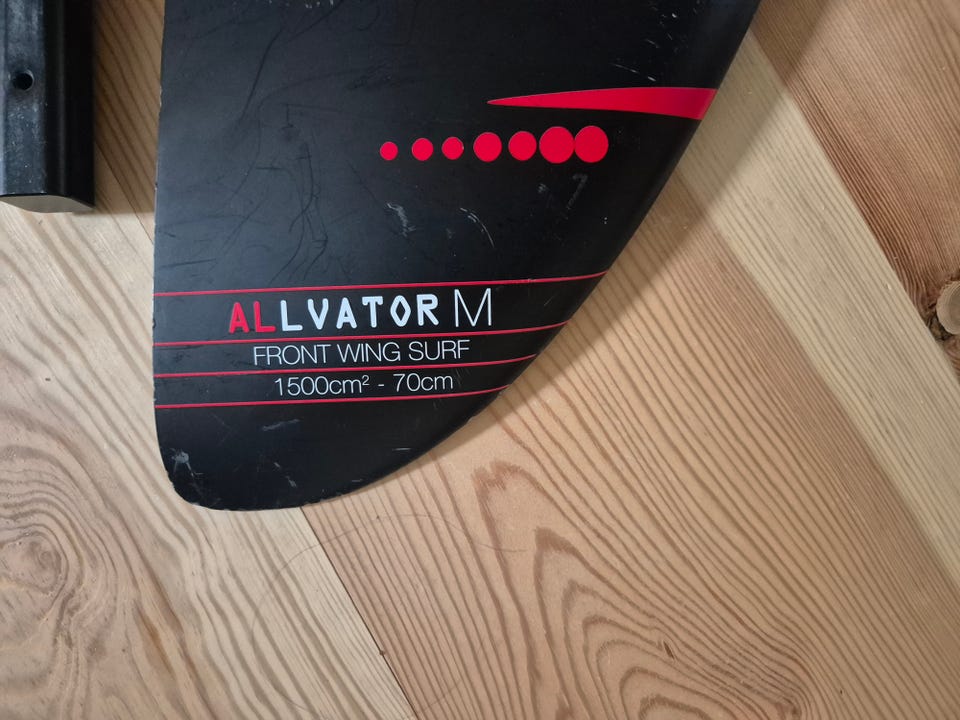 ALLVATOR M
FRONT WING SURF
1500cm² - 70cm